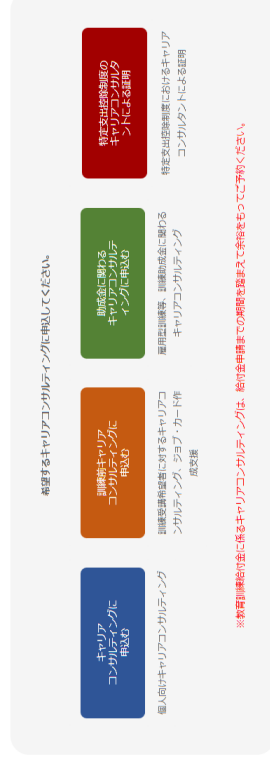 希望するキャリアコンサルティングに申込してください。
キャリア
コンサルティングに
申込む
個人向けキャリアコンサルティング
訓練前キャリア
コンサルティングに
申込む
訓練受講希望者に対するキャリアコ
ンサルティング、ジョブ・カード作
成支援
助成金に関わる
キャリアコンサルテ
ィングに申込む
雇用型訓練等、訓練助成金に関わる
キャリアコンサルティング
特定支出控除制度の
キャリアコンサルタ
ントによる証明
特定支出控除制度におけるキャリア
コンサルタントによる証明
※教育訓練給付金に係るキャリアコンサルティングは、給付金申請までの期間を踏まえて余裕をもってご予約ください。